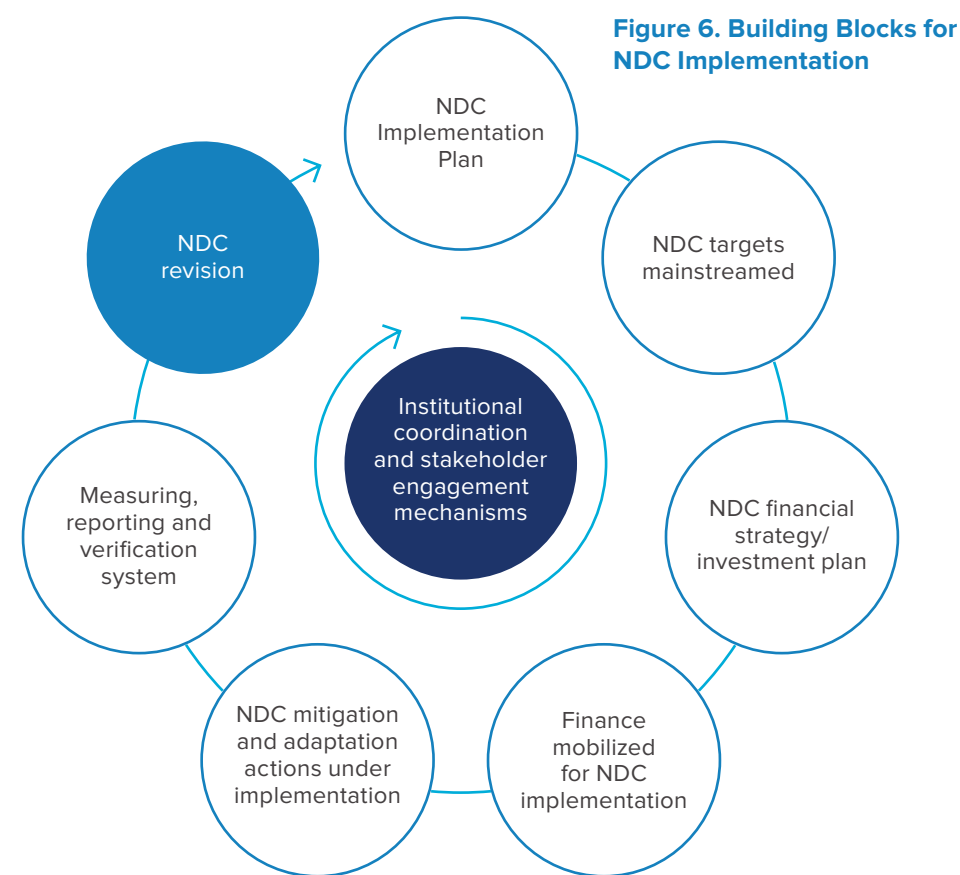 Figure 6. Building Blocks for
NDC Implementation
NDC
Implementation
Plan
NDC targets
mainstreamed
NDC financial
strategy/
investment plan
Finance
mobilized
for NDC
implementation
NDC mitigation
and adaptation
actions under
implementation
Measuring,
reporting and
verification
system
NDC
revision
Institutional
coordination
and stakeholder
engagement
mechanisms